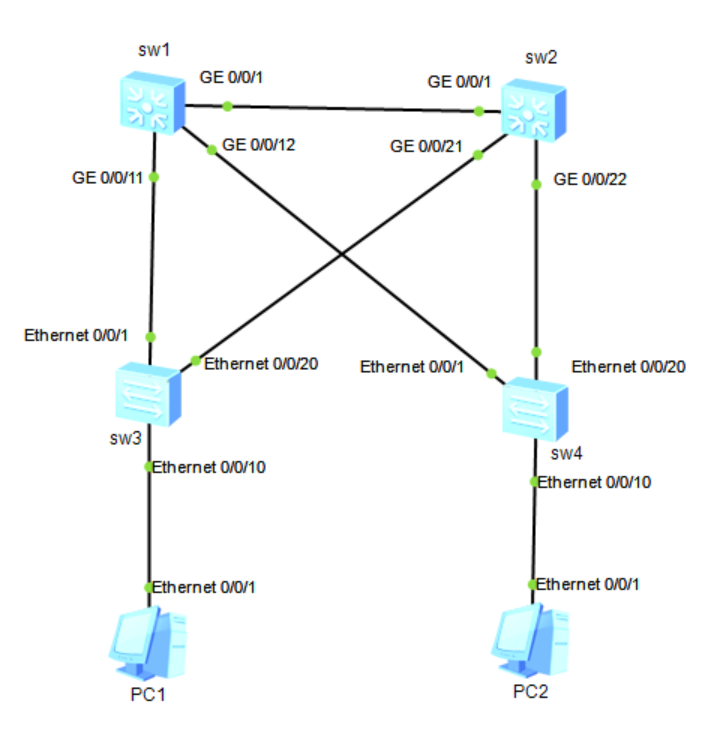 sw1
sw2
GE 0/0/1
GE 0/0/1
GE 0/0/12
GE 0/0/21
GE 0/0/11
GE 0/0/22
Ethernet 0/0/1
Ethernet 0/0/20
Ethernet 0/0/1
Ethernet 0/0/20
sw3
sw4
Ethernet 0/0/10
Ethernet 0/0/10
Ethernet 0/0/1
Ethernet 0/0/1
PC1
PC2